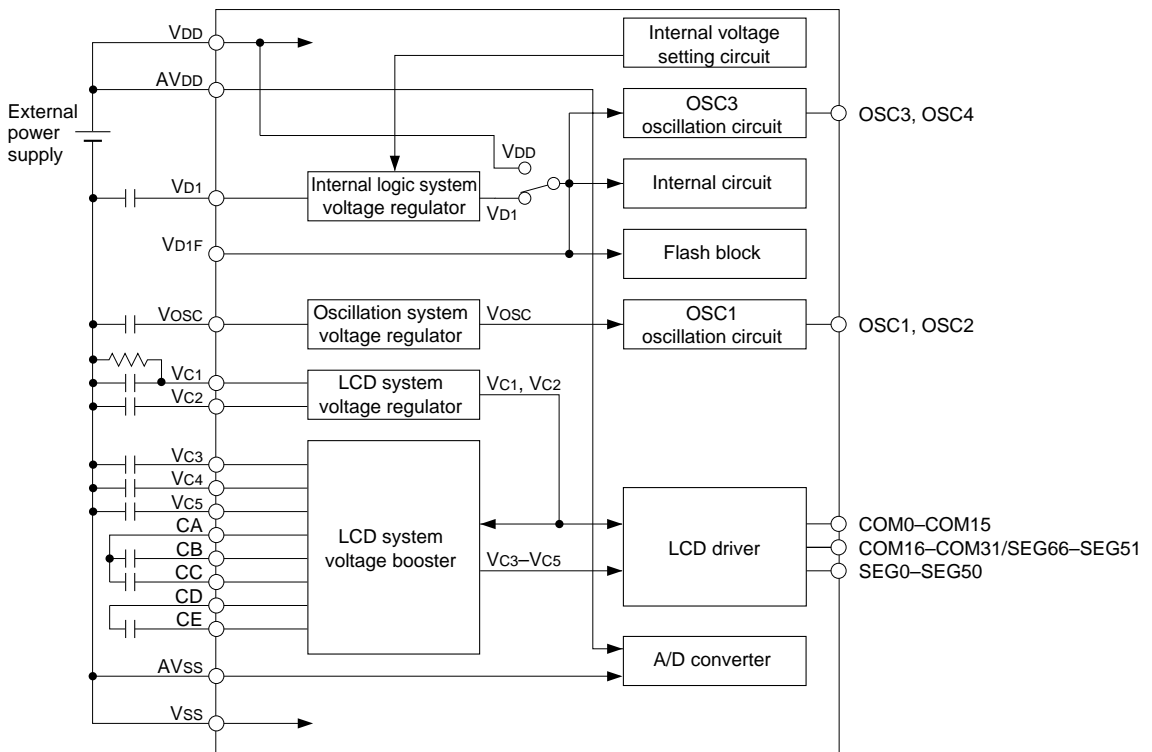 VDD
AVDD
External
power
supply
VD1
VD1F
VOSC
VC1
VC2
VC3
VC4
VC5
CA
CB
CC
CD
CE
AVSS
VSS
Internal voltage
setting circuit
OSC3
oscillation circuit
OSC3, OSC4
VDD
Internal logic system
voltage regulator
VD1
Internal circuit
Flash block
Oscillation system
voltage regulator
VOSC
OSC1
oscillation circuit
OSC1, OSC2
LCD system
voltage regulator
VC1, VC2
LCD system
voltage booster
VC3–VC5
LCD driver
COM0–COM15
COM16–COM31/SEG66–SEG51
SEG0–SEG50
A/D converter